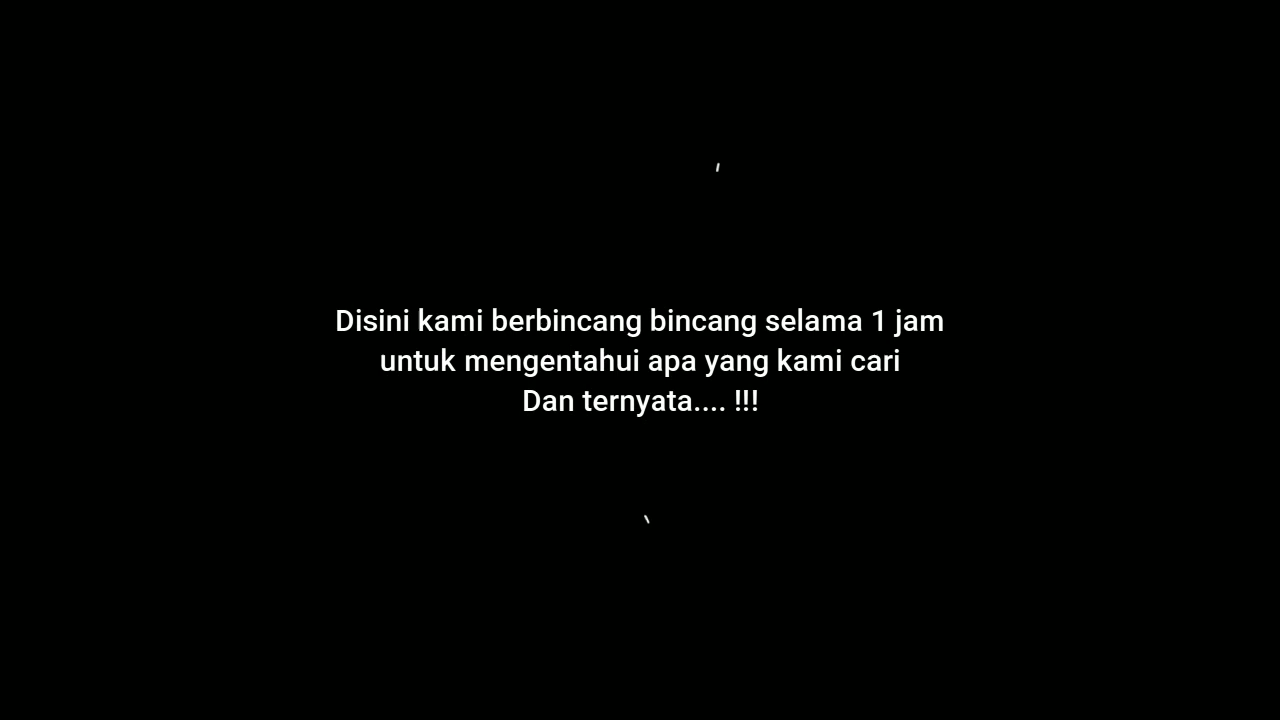 Disini kami berbincang bincang selama 1 jam
untuk mengentahui apa yang kami cari
Dan ternyata.... !!!